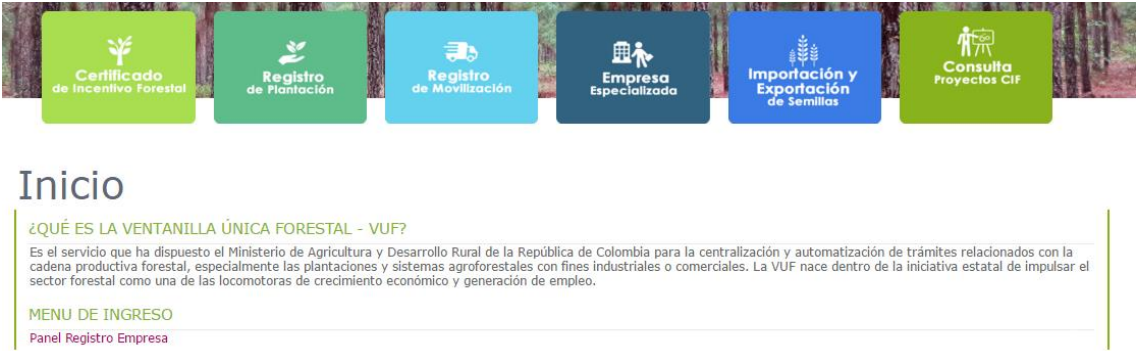 Certificado
de Incentivo Forestal
Registro
de Plantación
Registro
de Movilización
Empresa
Especializada
Importación y
Exportación
de Semillas
Consulta
Proyectos CIF
Inicio
¿QUÉ ES LA VENTANILLA ÚNICA FORESTAL - VUF?
Es el servicio que ha dispuesto el Ministerio de Agricultura y Desarrollo Rural de la República de Colombia para la centralización y automatización de trámites relacionados con la
cadena productiva forestal, especialmente las plantaciones y sistemas agroforestales con fines industriales o comerciales. La VUF nace dentro de la iniciativa estatal de impulsar el
sector forestal como una de las locomotoras de crecimiento económico y generación de empleo.
MENU DE INGRESO
Panel Registro Empresa